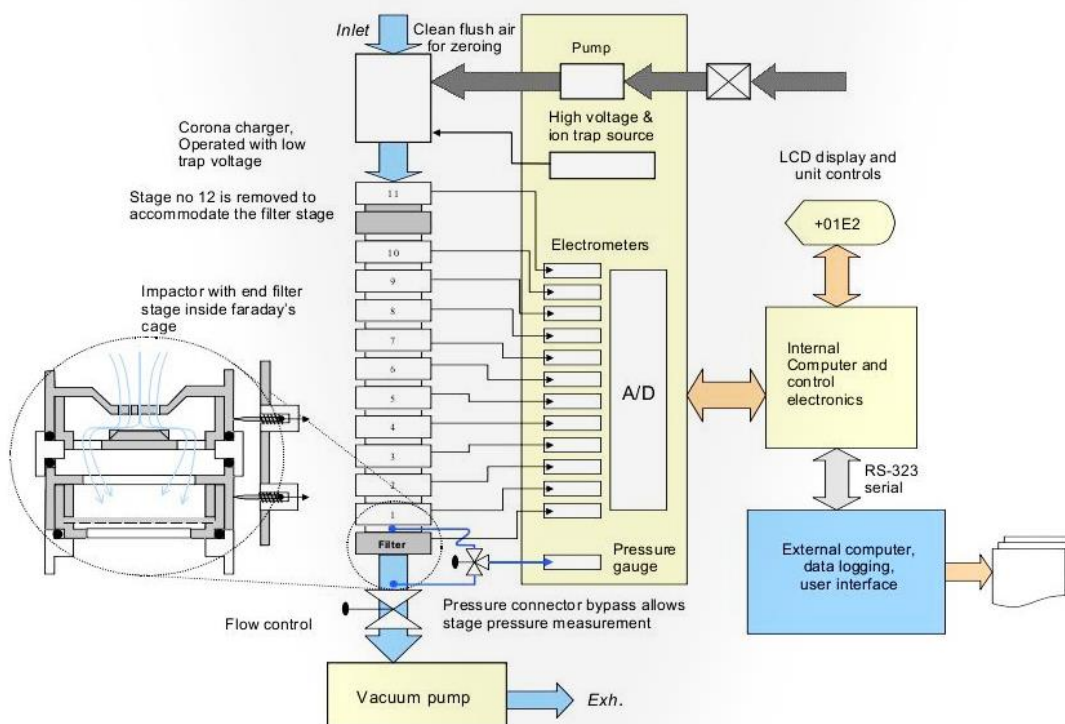 Inlet
Clean flush air
for zeroing
Pump
High voltage &
ion trap source
Corona charger,
Operated with low
trap voltage
LCD display and
unit controls
Stage no 12 is removed to
accommodate the filter stage
11
+01E2
10
Electrometers
9
Impactor with end filter
stage inside faraday's
cage
8
7
6
5
4
3
2
1
Filter
A/D
Internal
Computer and
control
electronics
RS-323
serial
External computer,
data logging,
user interface
Pressure
gauge
Flow control
Pressure connector bypass allows
stage pressure measurement
Vacuum pump
Exh.